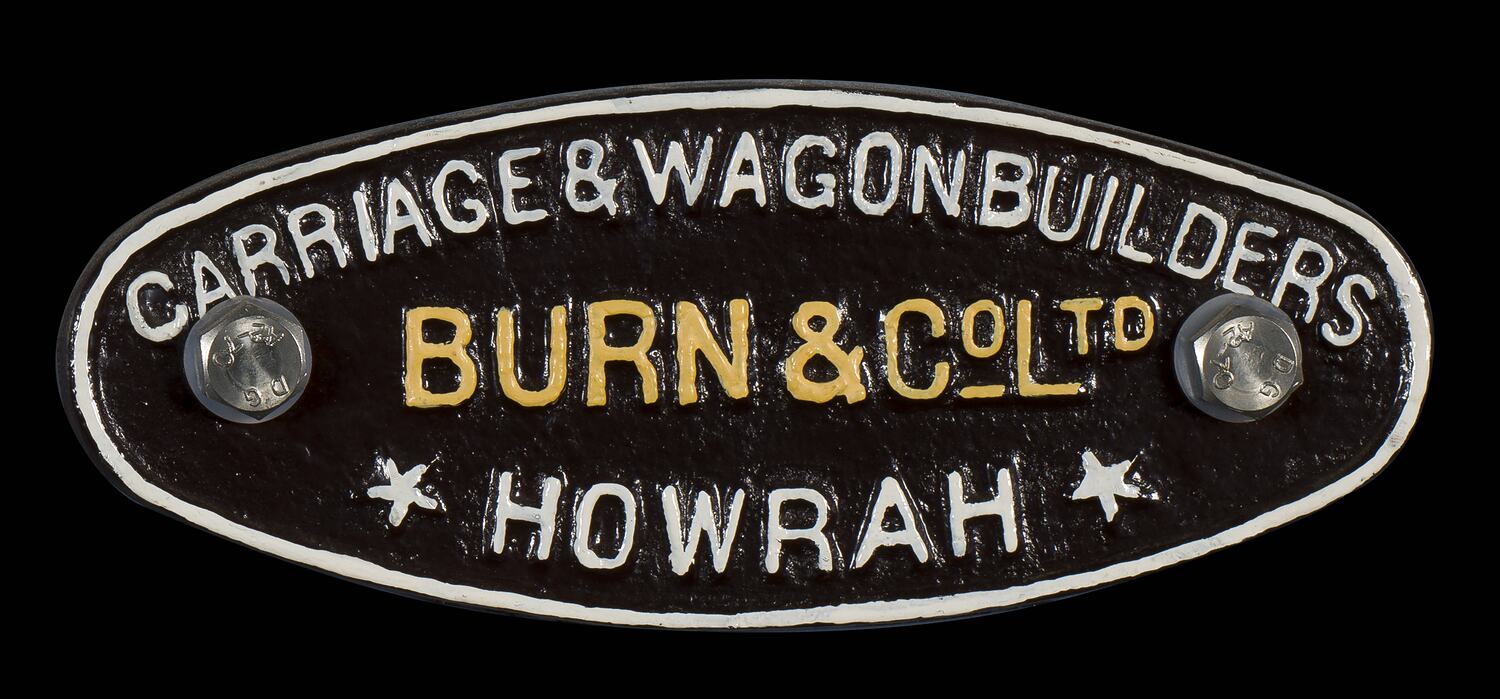 CARRIAGE & WAGON BUILDERS
BURN & Co LTD
HOWRAH